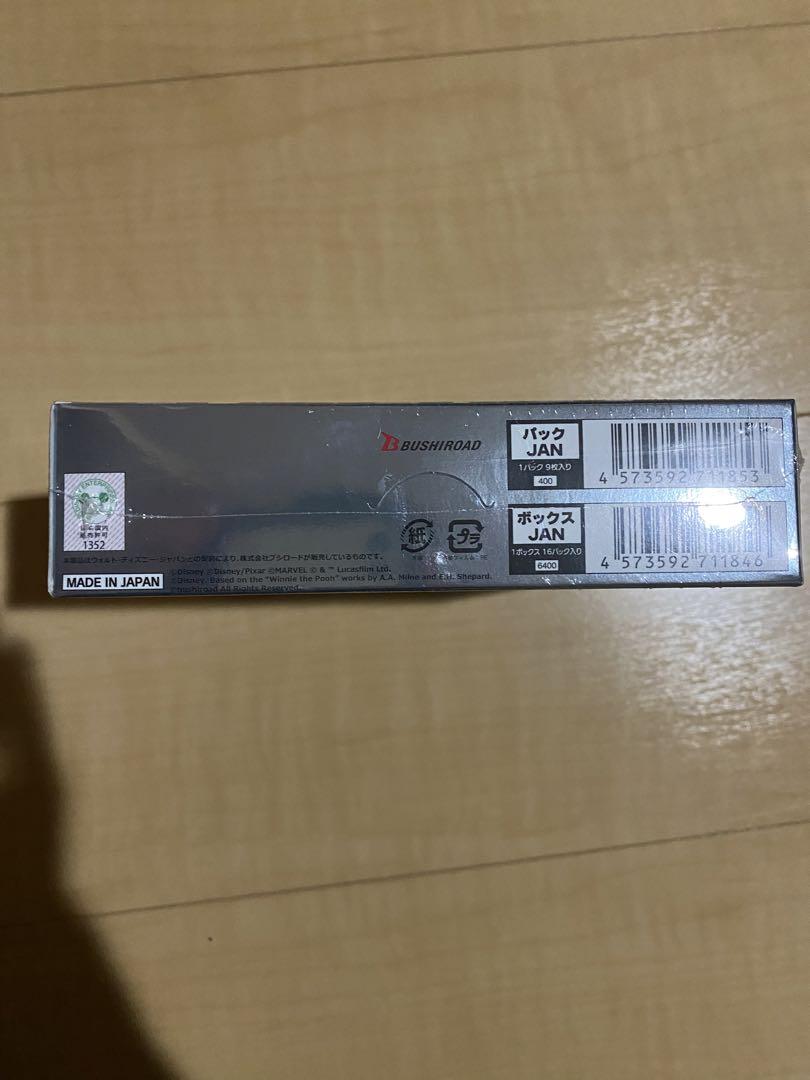 BUSHIROAD
パック
JAN
1パック 9枚入り
400
4 573592 711853
ボックス
JAN
1ボックス 16パック入り
6400
4 573592 711846
紙
プラ
1352
本製品はウォルト・ディズニー・ジャパンとの契約により、株式会社ブシロードが販売しているものです。
MADE IN JAPAN
©Disney ©Disney/Pixar ©MARVEL © & ™ Lucasfilm Ltd.
©Disney. Based on the "Winnie the Pooh" works by A.A. Milne and E.H. Shepard.
©bushiroad All Rights Reserved.